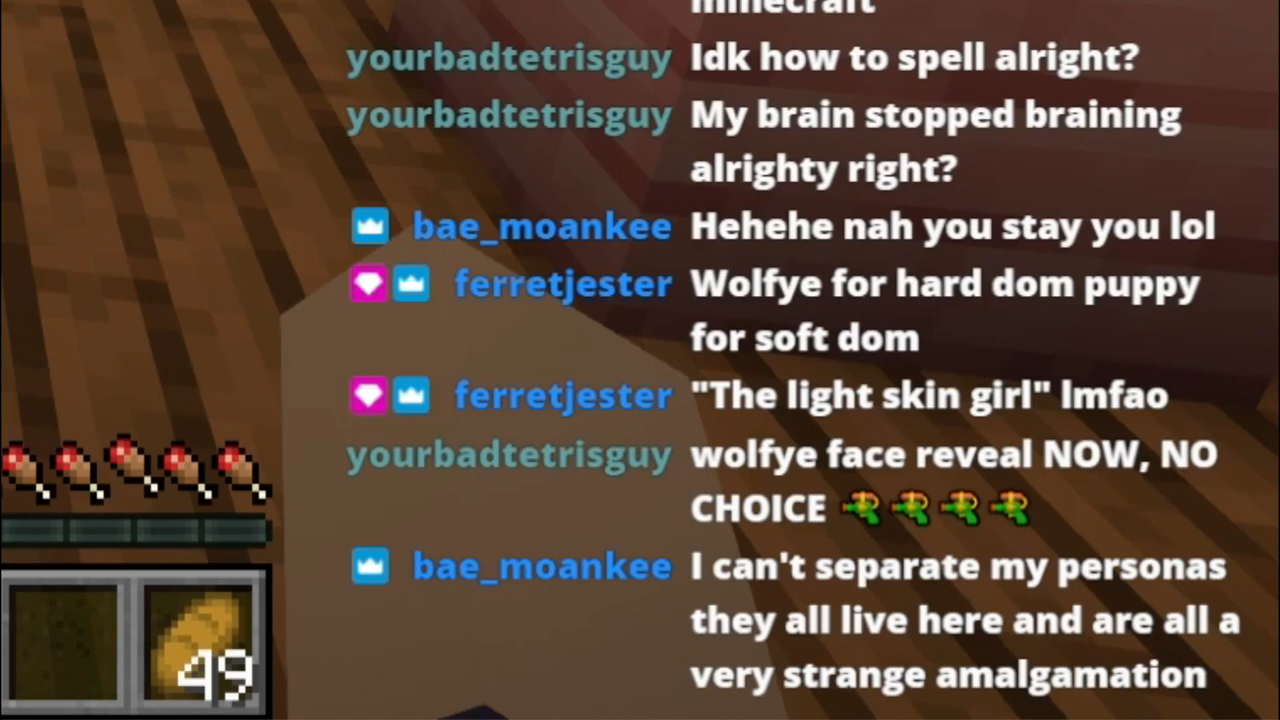 minecraft
yourbadtetrisguy Idk how to spell alright?
yourbadtetrisguy My brain stopped braining
alrighty right?
bae_moankee Hehehe nah you stay you lol
ferretjester Wolfye for hard dom puppy
for soft dom
ferretjester "The light skin girl" lmfao
yourbadtetrisguy wolfye face reveal NOW, NO
CHOICE
bae_moankee I can't separate my personas
they all live here and are all a
very strange amalgamation
49